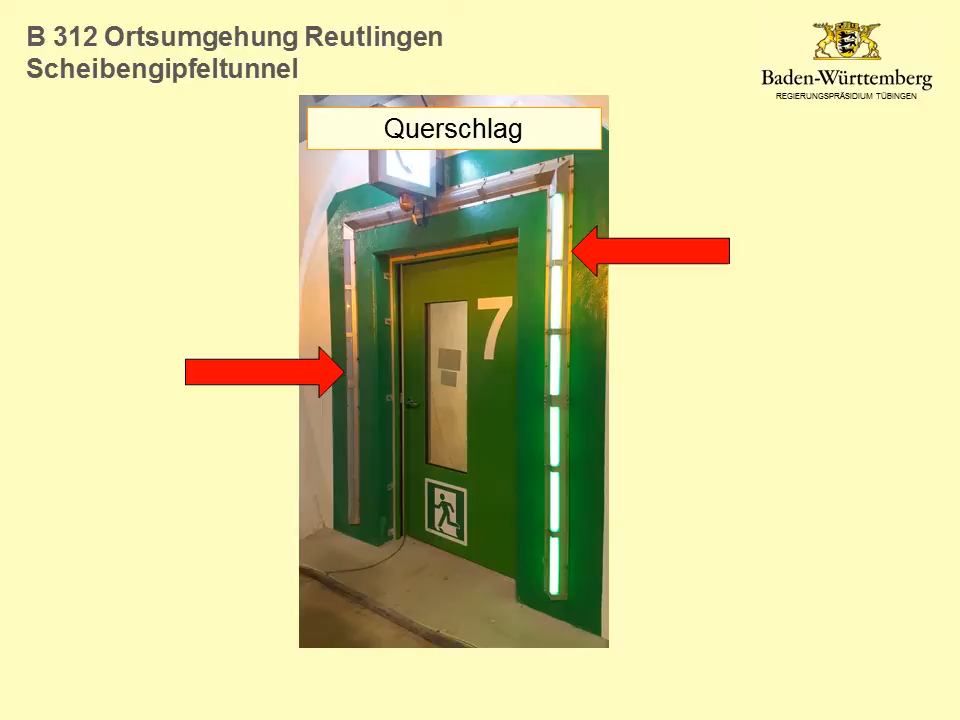 B 312 Ortsumgehung Reutlingen
Scheibengipfeltunnel
Baden-Württemberg
REGIERUNGSPRÄSIDIUM TÜBINGEN
Querschlag
7